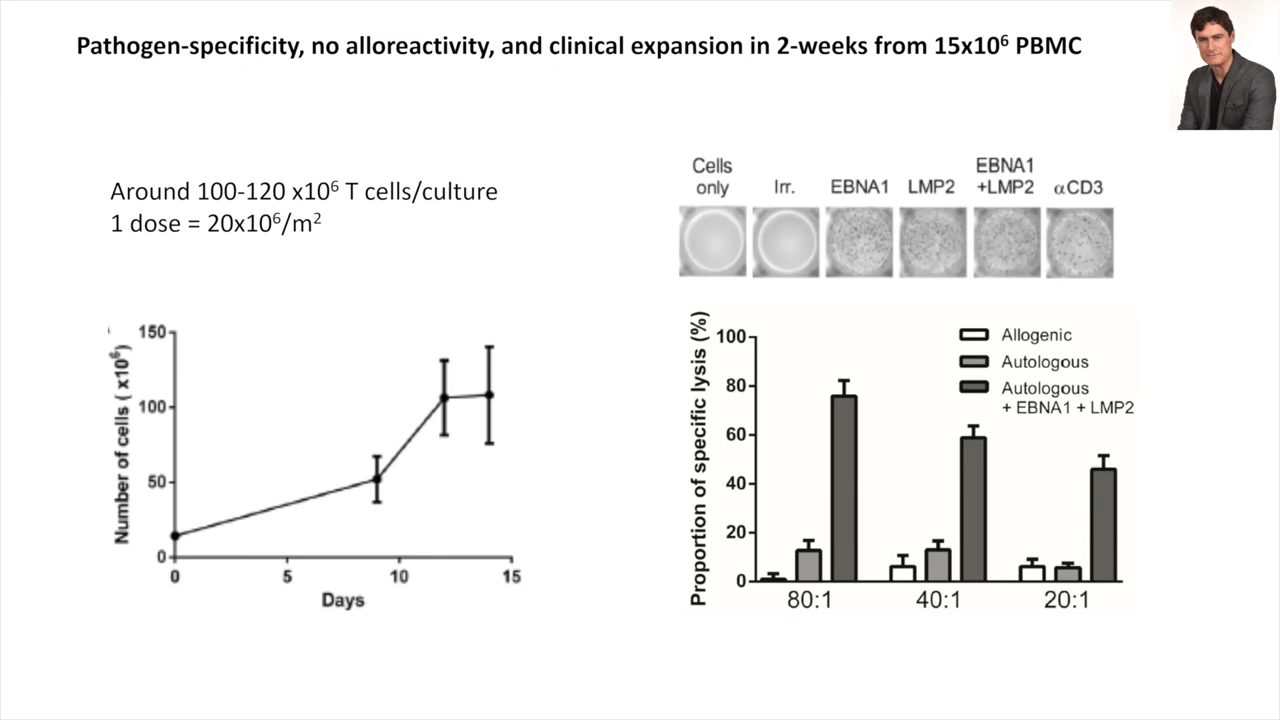 Pathogen-specificity, no alloreactivity, and clinical expansion in 2-weeks from 15x10⁶ PBMC
Around 100-120 x10⁶ T cells/culture
1 dose = 20x10⁶/m²
Cells only
Irr.
EBNA1
LMP2
EBNA1 +LMP2
αCD3
Number of cells ( x10⁶)
150
100
50
0
0 5 10 15
Days
Proportion of specific lysis (%)
100
80
60
40
20
0
Allogenic
Autologous
Autologous
+ EBNA1 + LMP2
80:1 40:1 20:1